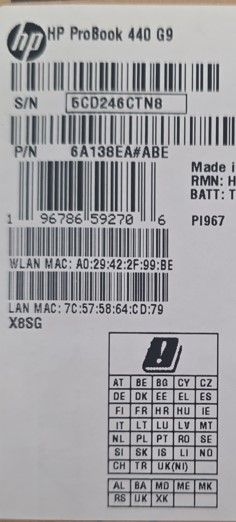 hp HP ProBook 440 G9
S/N 5CD246CTN8
P/N 6A138EA#ABE
Made i
RMN: H
BATT: T
1 96786 59270 6
PI967
WLAN MAC: A0:29:42:2F:99:BE
LAN MAC: 7C:57:58:64:CD:79
X8SG
AT BE BG CY CZ
DE DK EE EL ES
FI FR HR HU IE
IT LT LU LV MT
NL PL PT RO SE
SI SK IS LI NO
CH TR UK(NI)
AL BA MD ME MK
RS UK XK